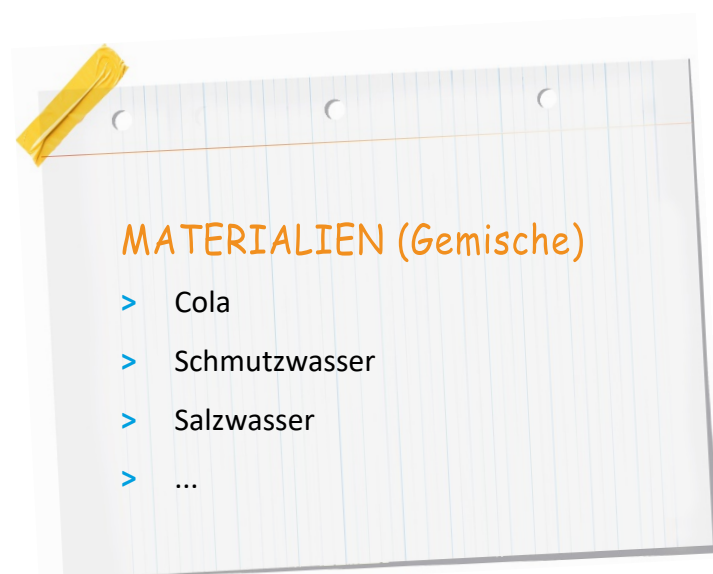 MATERIALIEN (Gemische)
> Cola
> Schmutzwasser
> Salzwasser
> ...